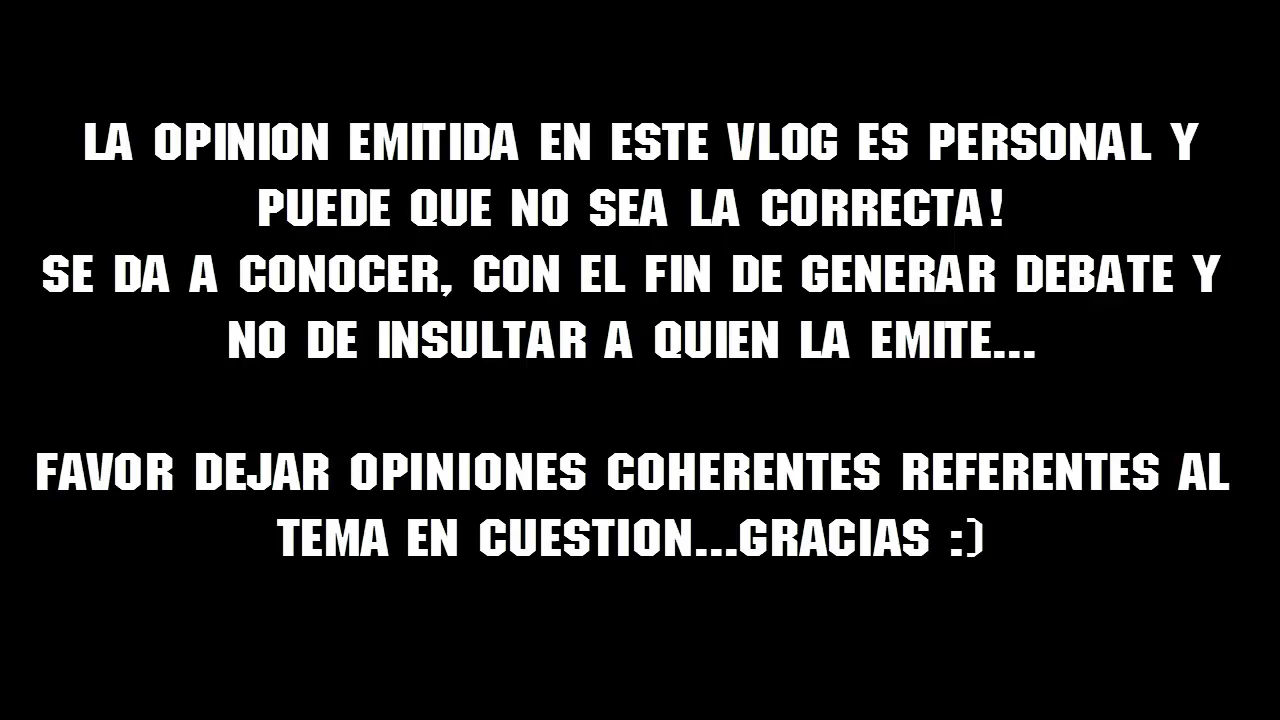 LA OPINION EMITIDA EN ESTE VLOG ES PERSONAL Y
PUEDE QUE NO SEA LA CORRECTA!
SE DA A CONOCER, CON EL FIN DE GENERAR DEBATE Y
NO DE INSULTAR A QUIEN LA EMITE...
FAVOR DEJAR OPINIONES COHERENTES REFERENTES AL
TEMA EN CUESTION...GRACIAS :)